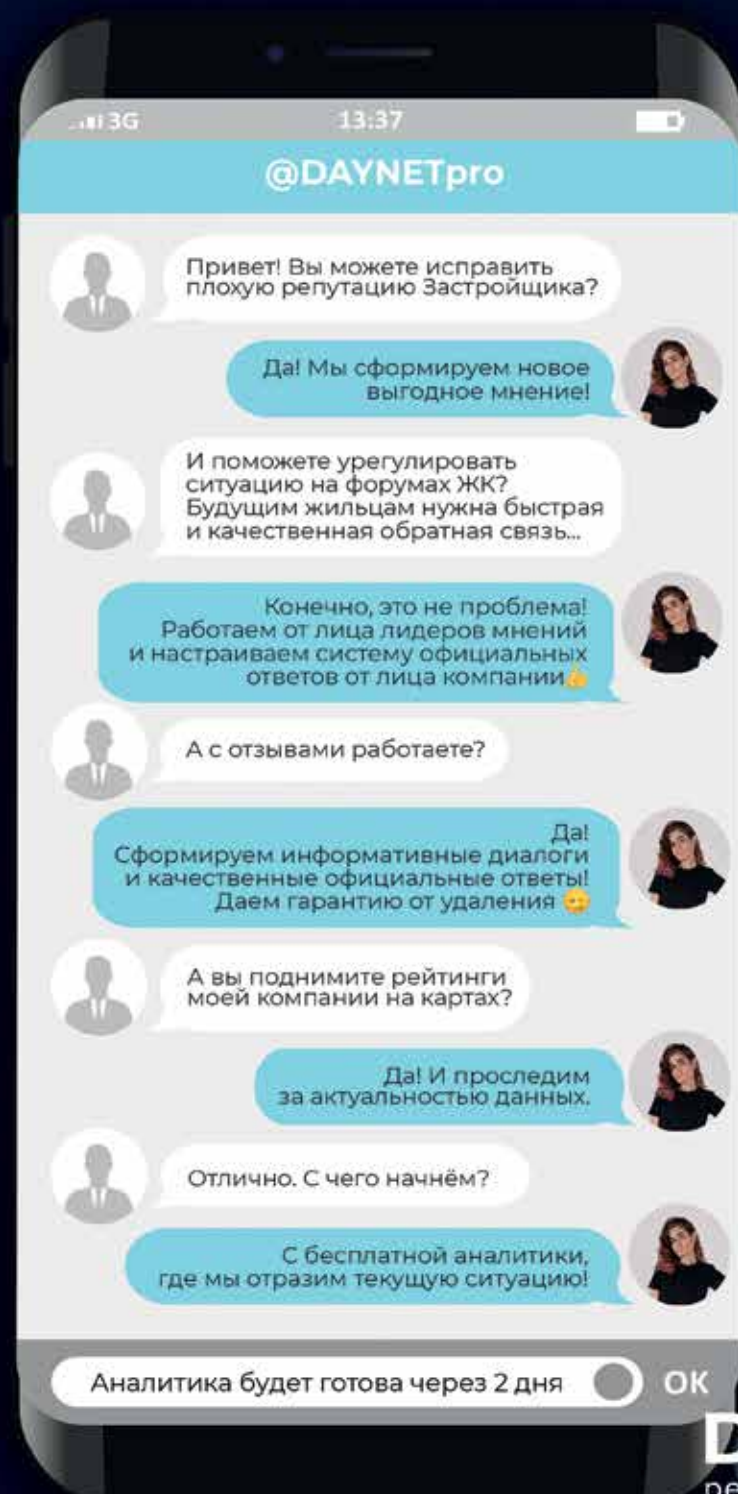 3G
13:37
@DAYNETpro
Привет! Вы можете исправить
плохую репутацию Застройщика?
Да! Мы сформируем новое
выгодное мнение!
И поможете урегулировать
ситуацию на форумах ЖК?
Будущим жильцам нужна быстрая
и качественная обратная связь...
Конечно, это не проблема!
Работаем от лица лидеров мнений
и настраиваем систему официальных
ответов от лица компании👍
А с отзывами работаете?
Да!
Сформируем информативные диалоги
и качественные официальные ответы!
Даем гарантию от удаления 😉
А вы поднимите рейтинги
моей компании на картах?
Да! И проследим
за актуальностью данных.
Отлично. С чего начнём?
С бесплатной аналитики,
где мы отразим текущую ситуацию!
Аналитика будет готова через 2 дня
OK